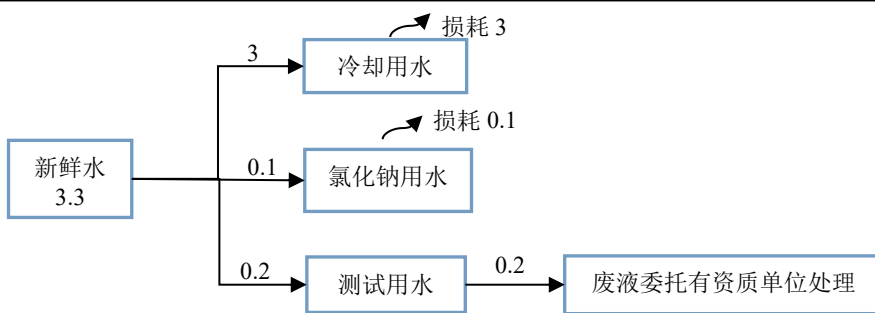 损耗 3
3
冷却用水
损耗 0.1
新鲜水
3.3
0.1
氯化钠用水
0.2
测试用水
0.2
废液委托有资质单位处理